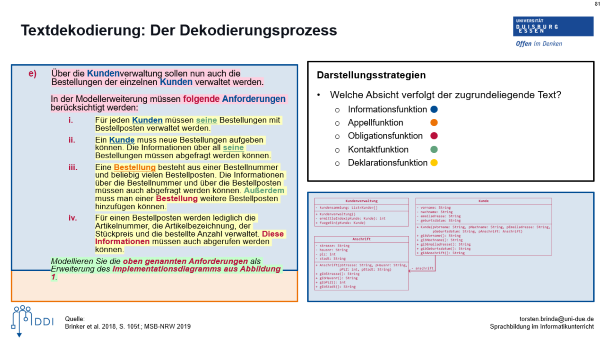 81
Textdekodierung: Der Dekodierungsprozess
UNIVERSITÄT
DUISBURG
ESSEN
Offen im Denken
e) Über die Kundenverwaltung sollen nun auch die
Bestellungen der einzelnen Kunden verwaltet werden.
In der Modellerweiterung müssen folgende Anforderungen
berücksichtigt werden:
i. Für jeden Kunden müssen seine Bestellungen mit
Bestellposten verwaltet werden.
ii. Ein Kunde muss neue Bestellungen aufgeben
können. Die Informationen über all seine
Bestellungen müssen abgefragt werden können.
iii. Eine Bestellung besteht aus einer Bestellnummer
und beliebig vielen Bestellposten. Die Informationen
über die Bestellnummer und über die Bestellposten
müssen auch abgefragt werden können. Außerdem
muss man einer Bestellung weitere Bestellposten
hinzufügen können.
iv. Für einen Bestellposten werden lediglich die
Artikelnummer, die Artikelbezeichnung, der
Stückpreis und die bestellte Anzahl verwaltet. Diese
Informationen müssen auch abgerufen werden
können.
Modellieren Sie die oben genannten Anforderungen als
Erweiterung des Implementationsdiagramms aus Abbildung
1.
Darstellungsstrategien
• Welche Absicht verfolgt der zugrundeliegende Text?
o Informationsfunktion
o Appellfunktion
o Obligationsfunktion
o Kontaktfunktion
o Deklarationsfunktion
Kundenverwaltung
Kunde
Anschrift
DDI
Quelle:
Brinker et al. 2018, S. 105f.; MSB-NRW 2019
torsten.brinda@uni-due.de
Sprachbildung im Informatikunterricht